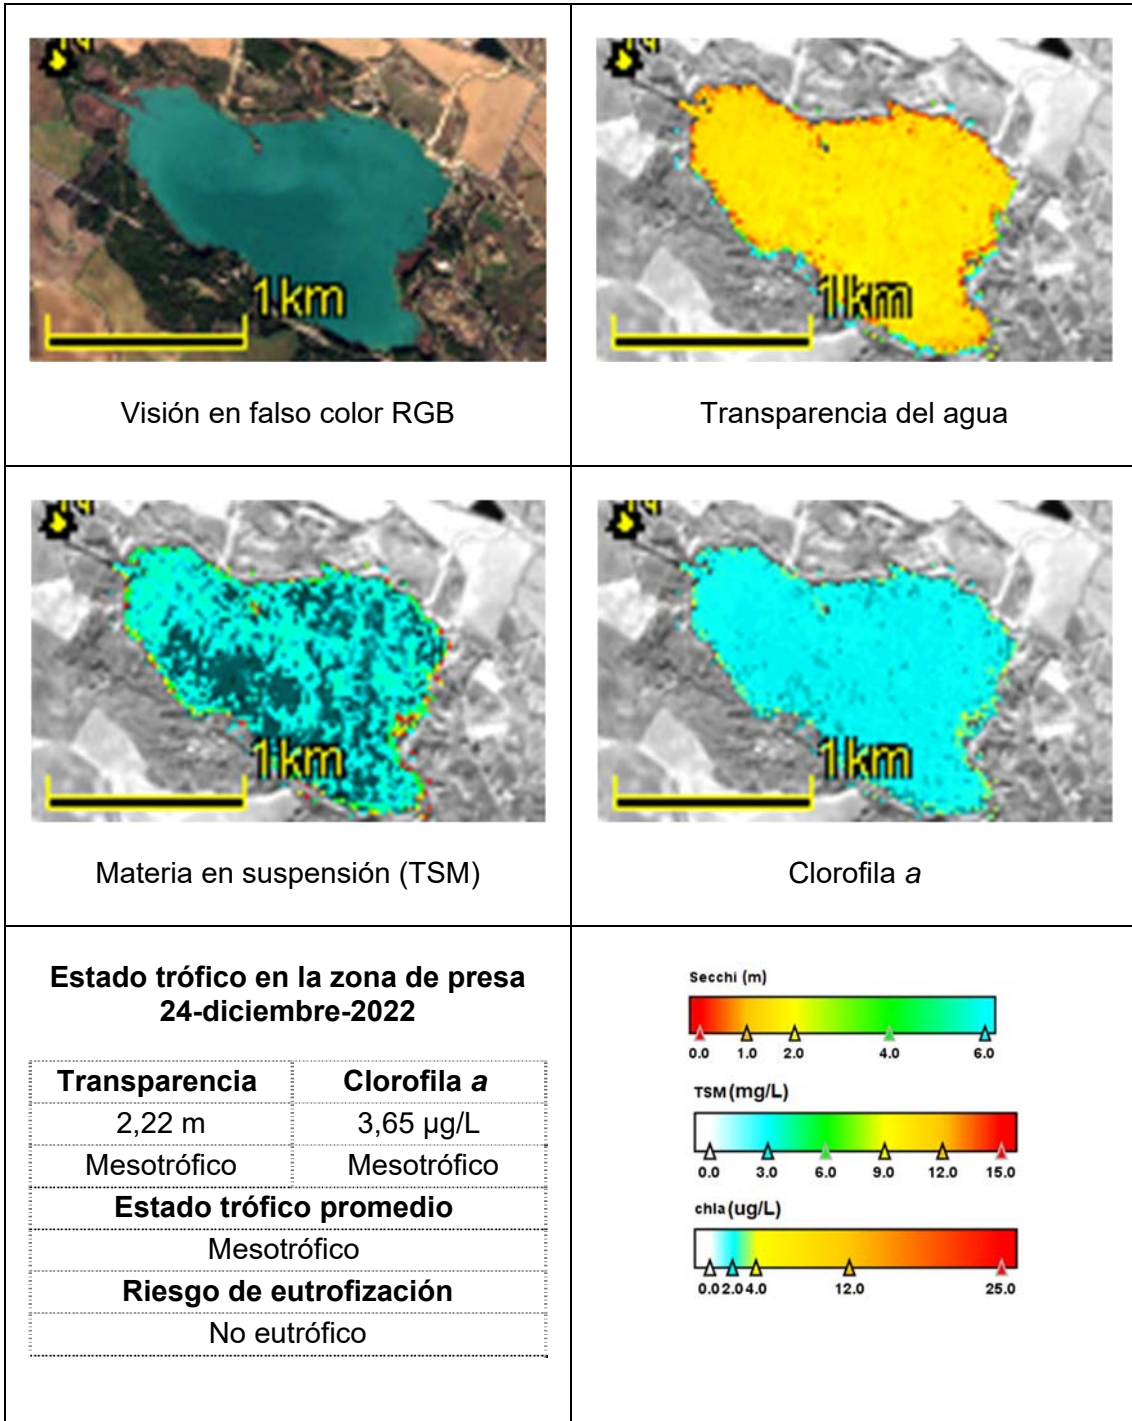 1km
1km
Visión en falso color RGB
Transparencia del agua
1km
1km
Materia en suspensión (TSM)
Clorofila a
Estado trófico en la zona de presa
24-diciembre-2022
Transparencia
Clorofila a
2,22 m
3,65 µg/L
Mesotrófico
Mesotrófico
Estado trófico promedio
Mesotrófico
Riesgo de eutrofización
No eutrófico
Secchi (m)
0.0 1.0 2.0 4.0 6.0
TSM (mg/L)
0.0 3.0 6.0 9.0 12.0 15.0
chla (ug/L)
0.0 2.0 4.0 12.0 25.0